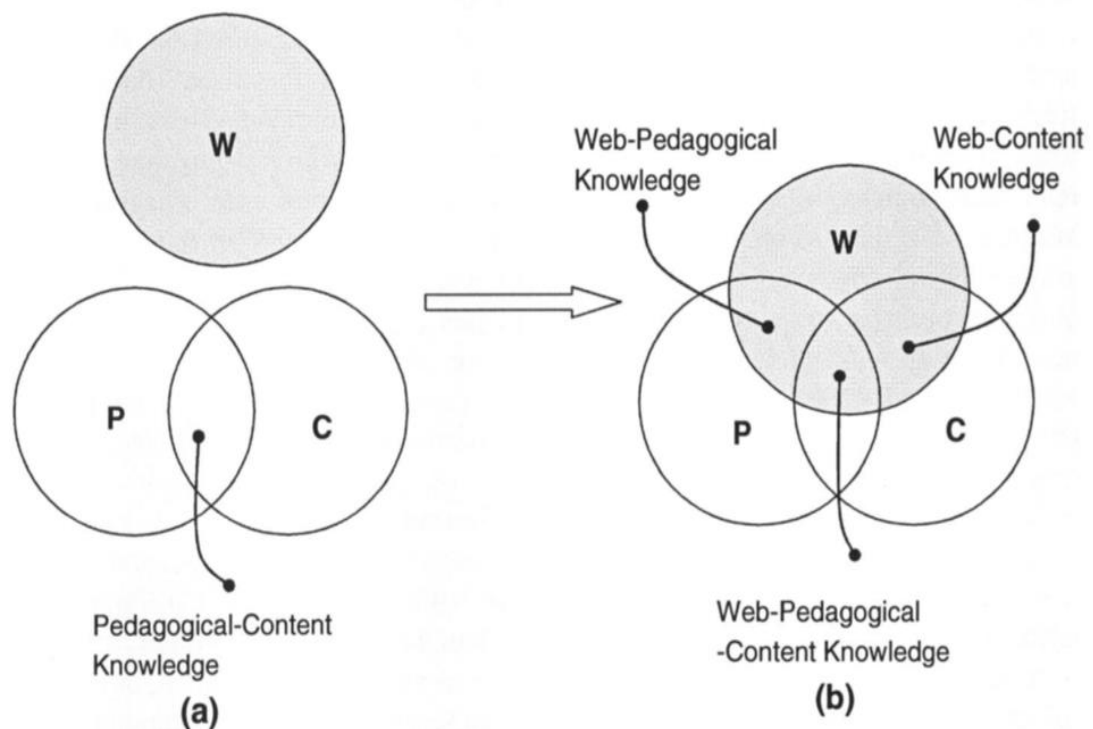 W
P
C
Pedagogical-Content
Knowledge
(a)
Web-Pedagogical
Knowledge
Web-Content
Knowledge
W
P
C
Web-Pedagogical
-Content Knowledge
(b)